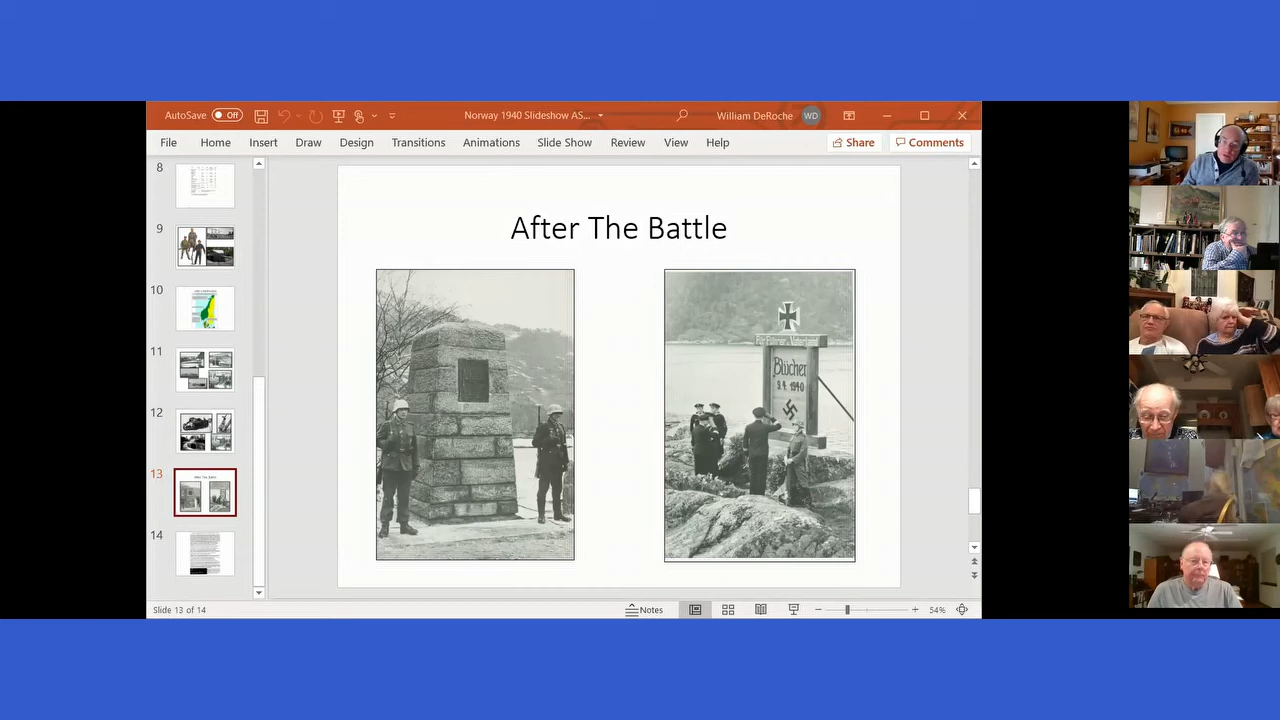 AutoSave Off
Norway 1940 Slideshow AS...
William DeRoche WD
File Home Insert Draw Design Transitions Animations Slide Show Review View Help
Share Comments
8
9
10
11
12
13
14
After The Battle
Blücher
9.4.1940
Slide 13 of 14
Notes
54%